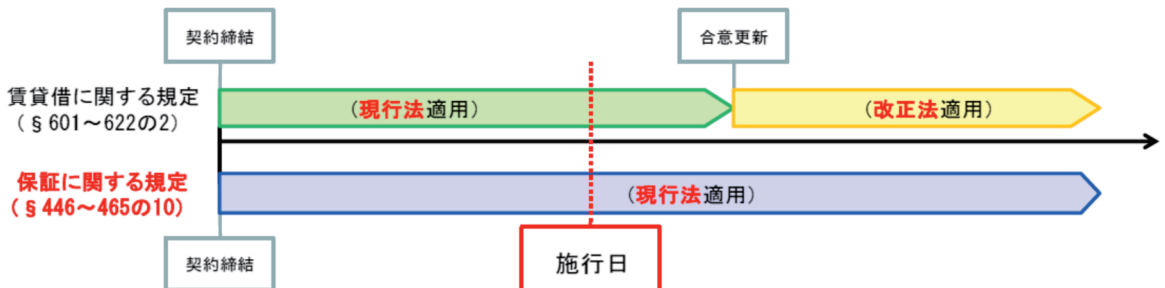 契約締結
合意更新
賃貸借に関する規定
(§601～622の2)
(現行法適用)
(改正法適用)
保証に関する規定
(§446～465の10)
(現行法適用)
契約締結
施行日